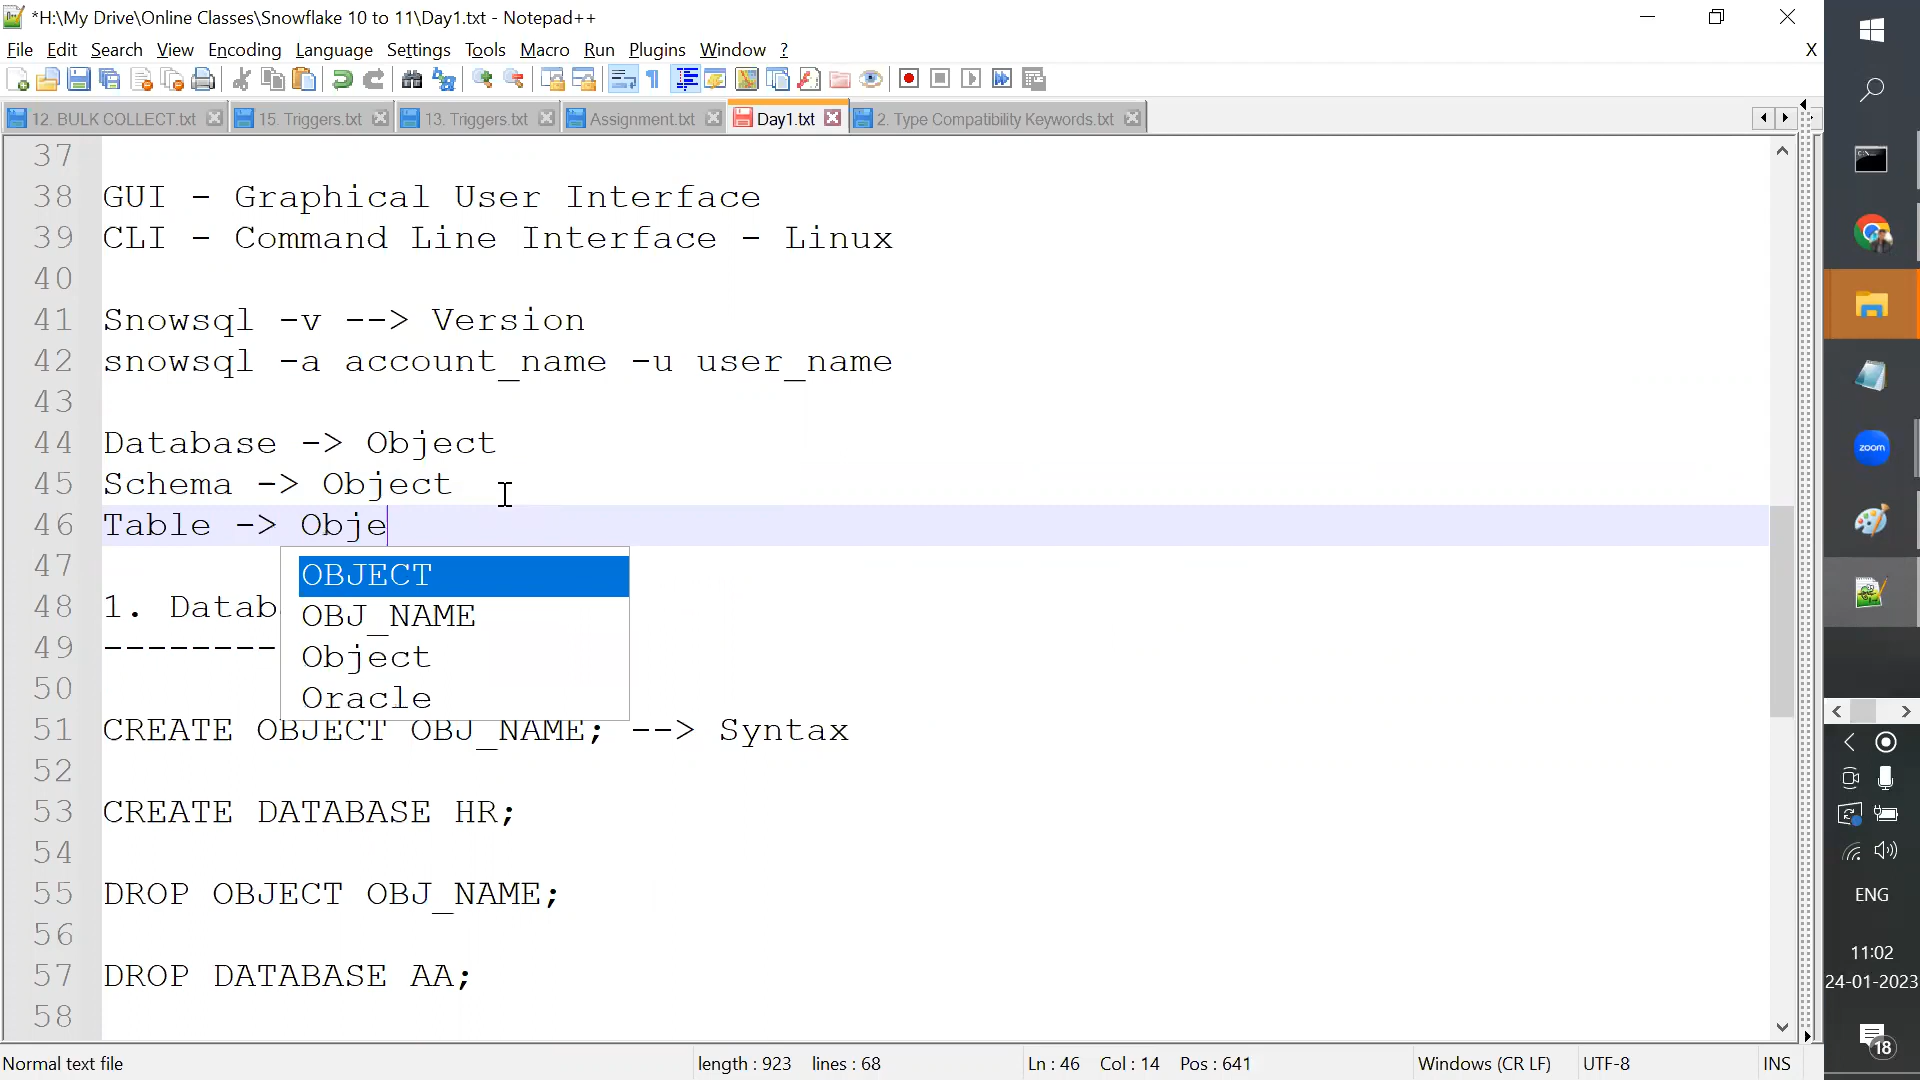 *H:\My Drive\Online Classes\Snowflake 10 to 11\Day1.txt - Notepad++
File Edit Search View Encoding Language Settings Tools Macro Run Plugins Window ? X
12. BULK COLLECT.txt 15. Triggers.txt 13. Triggers.txt Assignment.txt Day1.txt 2. Type Compatibility Keywords.txt
37
38 GUI - Graphical User Interface
39 CLI - Command Line Interface - Linux
40
41 Snowsql -v --> Version
42 snowsql -a account_name -u user_name
43
44 Database -> Object
45 Schema -> Object
46 Table -> Obje
47
OBJECT
48 1. Datab
OBJ_NAME
49 --------
Object
50
Oracle
51 CREATE OBJECT OBJ_NAME; --> Syntax
52
53 CREATE DATABASE HR;
54
55 DROP OBJECT OBJ_NAME;
56
57 DROP DATABASE AA;
58
Normal text file length : 923 lines : 68 Ln : 46 Col : 14 Pos : 641 Windows (CR LF) UTF-8 INS
zoom
ENG
11:02
24-01-2023
18